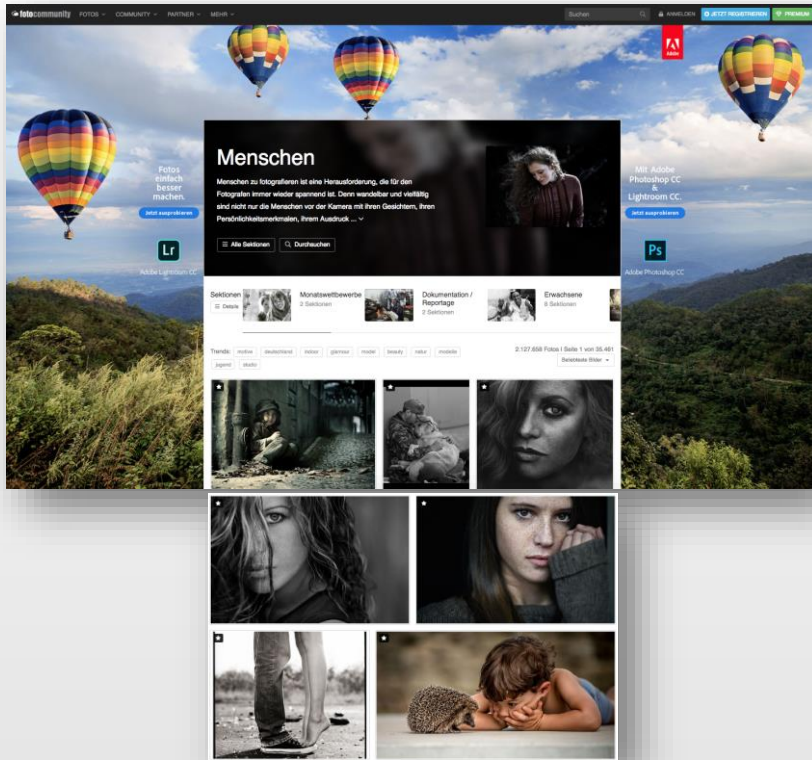 fotocommunity FOTOS COMMUNITY PARTNER MEHR Suchen ANMELDEN JETZT REGISTRIEREN PREMIUM
Adobe
Fotos
einfach
besser
machen.
Jetzt ausprobieren
Lr
Adobe Lightroom CC
Menschen
Menschen zu fotografieren ist eine Herausforderung, die für den
Fotografen immer wieder spannend ist. Denn wandelbar und vielfältig
sind nicht nur die Menschen vor der Kamera mit ihren Gesichtern, ihren
Persönlichkeitsmerkmalen, ihrem Ausdruck ...
Alle Sektionen Durchsuchen
Mit Adobe
Photoshop CC
&
Lightroom CC.
Jetzt ausprobieren
Ps
Adobe Photoshop CC
Sektionen
Details
Monatswettbewerbe
2 Sektionen
Dokumentation /
Reportage
2 Sektionen
Erwachsene
8 Sektionen
Trends: motive deutschland indoor glamour model beauty natur modelle
jugend studio
2.127.658 Fotos | Seite 1 von 35.461
Beliebteste Bilder